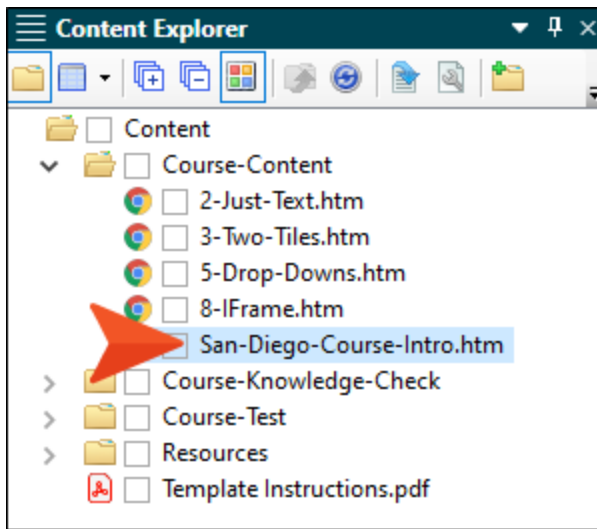 Content Explorer
Content
Course-Content
2-Just-Text.htm
3-Two-Tiles.htm
5-Drop-Downs.htm
8-IFrame.htm
San-Diego-Course-Intro.htm
Course-Knowledge-Check
Course-Test
Resources
Template Instructions.pdf